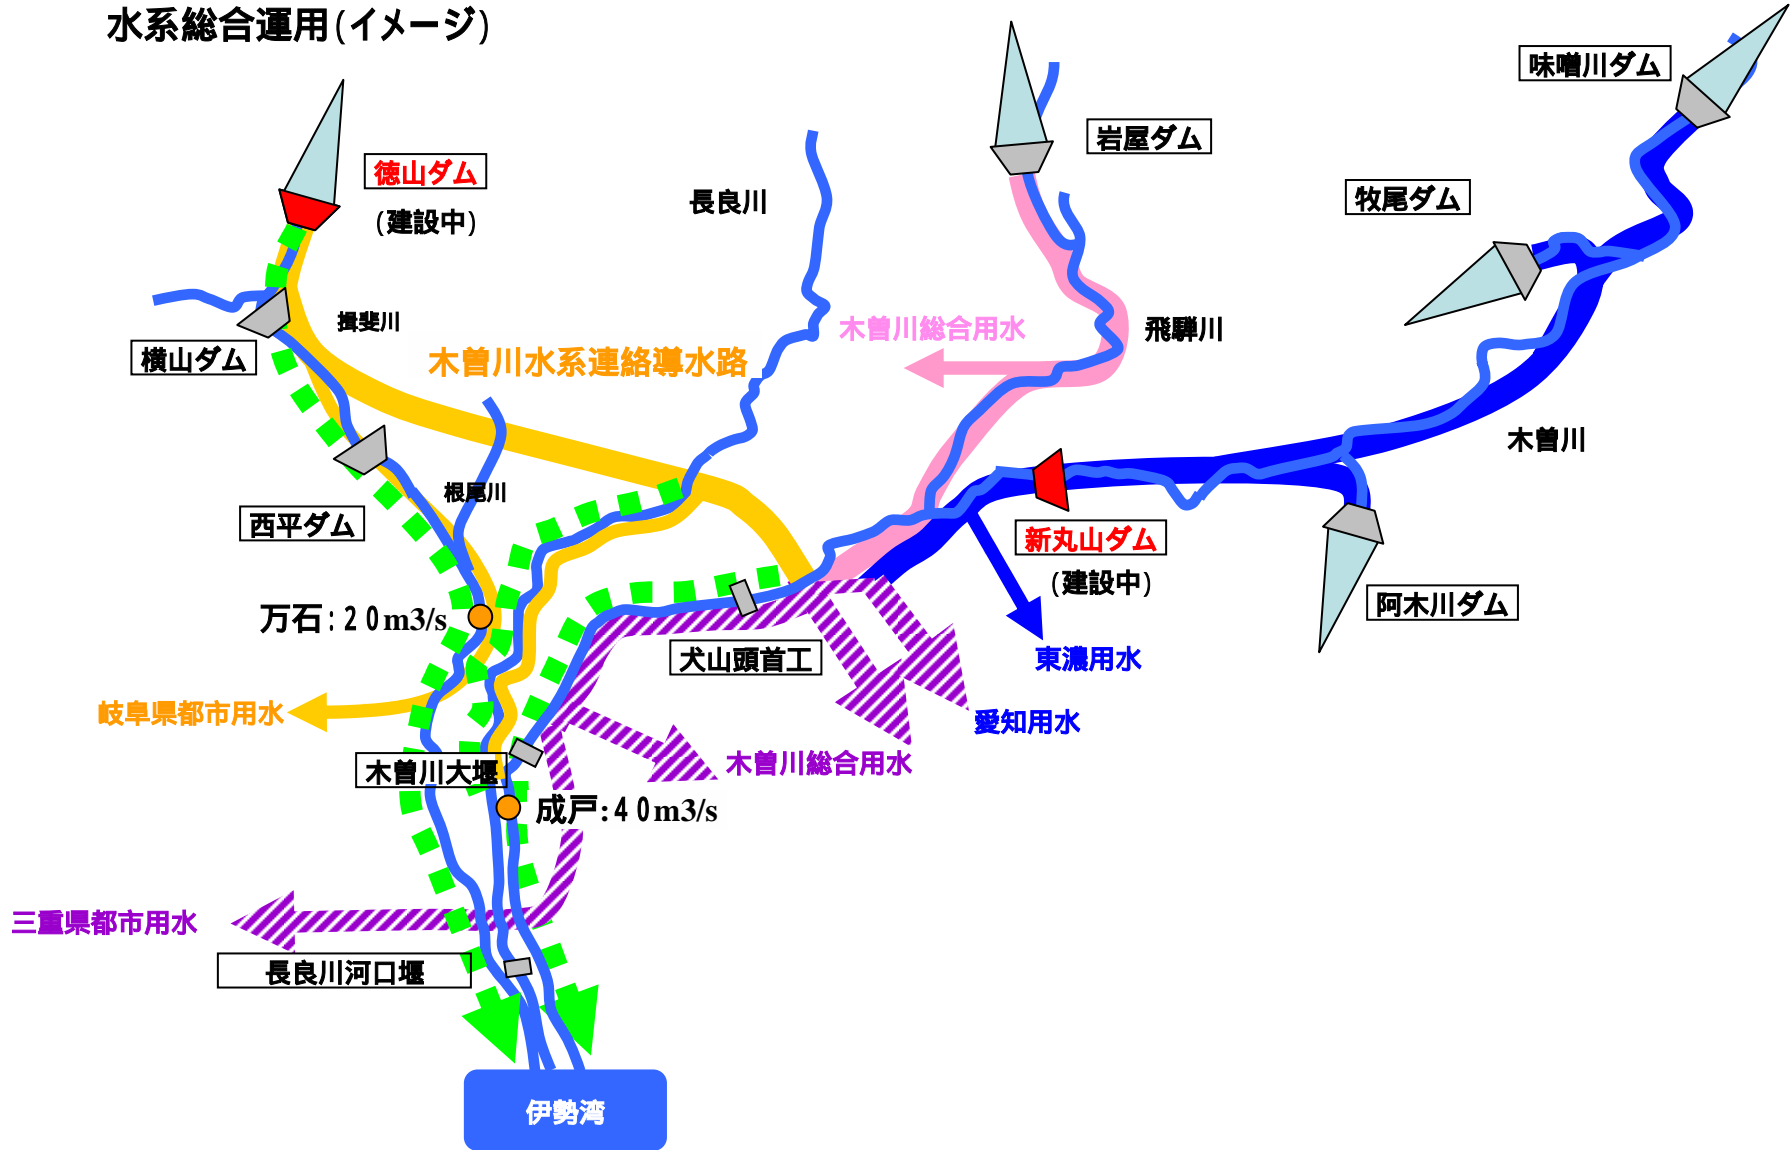 水系総合運用(イメージ)
味噌川ダム
岩屋ダム
徳山ダム
(建設中)
長良川
牧尾ダム
揖斐川
木曽川総合用水
飛騨川
横山ダム
木曽川水系連絡導水路
木曽川
根尾川
西平ダム
新丸山ダム
(建設中)
阿木川ダム
万石:20m3/s
犬山頭首工
東濃用水
岐阜県都市用水
愛知用水
木曽川大堰
木曽川総合用水
成戸:40m3/s
三重県都市用水
長良川河口堰
伊勢湾